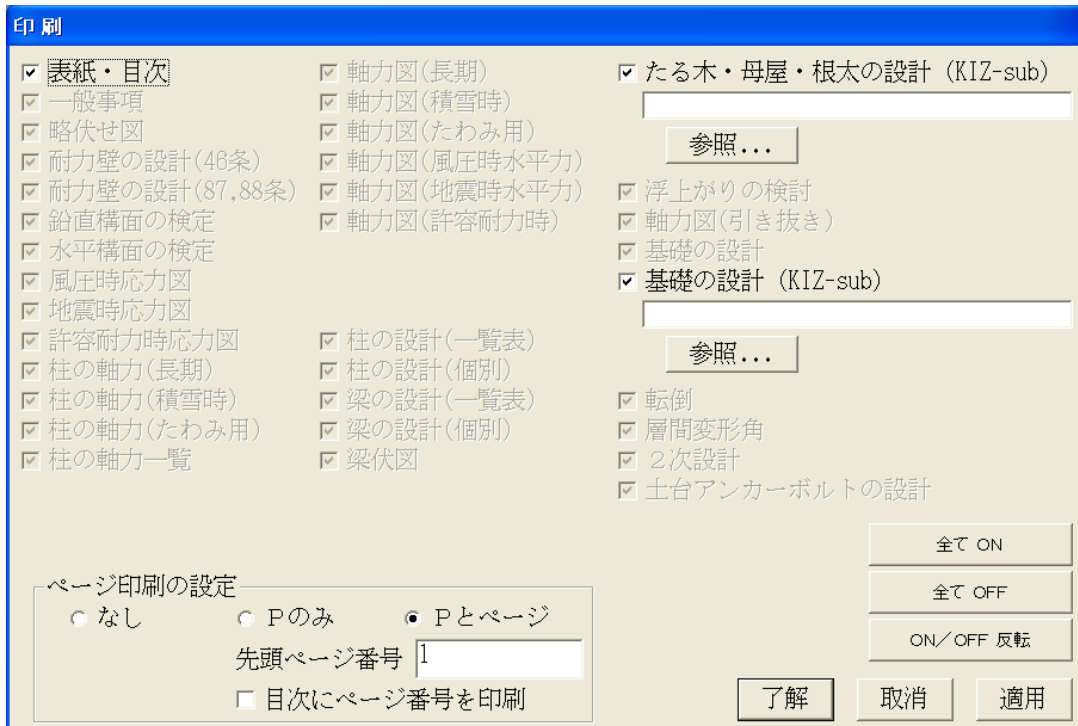 印刷
表紙・目次
一般事項
略伏せ図
耐力壁の設計(46条)
耐力壁の設計(87,88条)
鉛直構面の検定
水平構面の検定
風圧時応力図
地震時応力図
許容耐力時応力図
柱の軸力(長期)
柱の軸力(積雪時)
柱の軸力(たわみ用)
柱の軸力一覧
軸力図(長期)
軸力図(積雪時)
軸力図(たわみ用)
軸力図(風圧時水平力)
軸力図(地震時水平力)
軸力図(許容耐力時)
柱の設計(一覧表)
柱の設計(個別)
梁の設計(一覧表)
梁の設計(個別)
梁伏図
たる木・母屋・根太の設計 (KIZ-sub)
参照...
浮上がりの検討
軸力図(引き抜き)
基礎の設計
基礎の設計 (KIZ-sub)
参照...
転倒
層間変形角
２次設計
土台アンカーボルトの設計
全て ON
全て OFF
ON／OFF 反転
ページ印刷の設定
なし Ｐのみ Ｐとページ
先頭ページ番号 1
目次にページ番号を印刷
了解 取消 適用